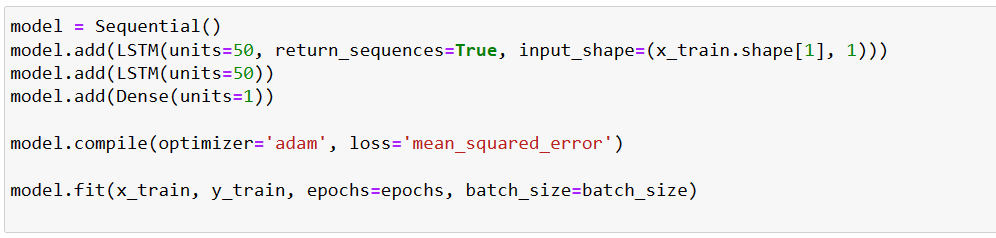 model = Sequential()
model.add(LSTM(units=50, return_sequences=True, input_shape=(x_train.shape[1], 1)))
model.add(LSTM(units=50))
model.add(Dense(units=1))
model.compile(optimizer='adam', loss='mean_squared_error')
model.fit(x_train, y_train, epochs=epochs, batch_size=batch_size)